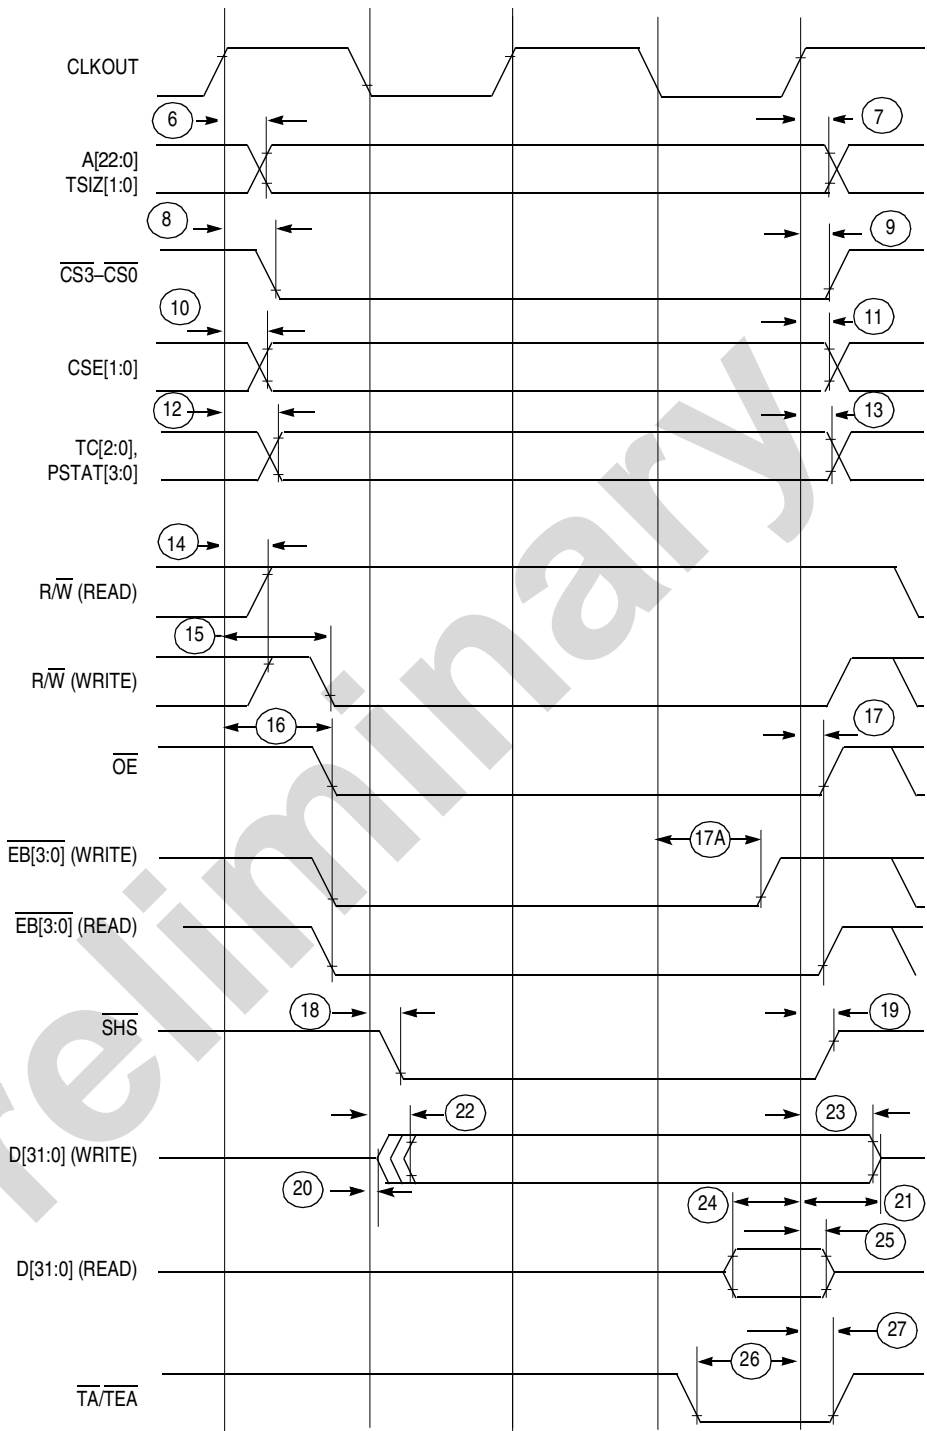 CLKOUT
6
7
A[22:0]
TSIZ[1:0]
8
9
CS3–CS0
10
11
CSE[1:0]
12
13
TC[2:0],
PSTAT[3:0]
14
R/W (READ)
15
R/W (WRITE)
16
17
OE
17A
EB[3:0] (WRITE)
EB[3:0] (READ)
18
19
SHS
22
23
D[31:0] (WRITE)
20
24
21
25
D[31:0] (READ)
26
27
TA/TEA
reliminary